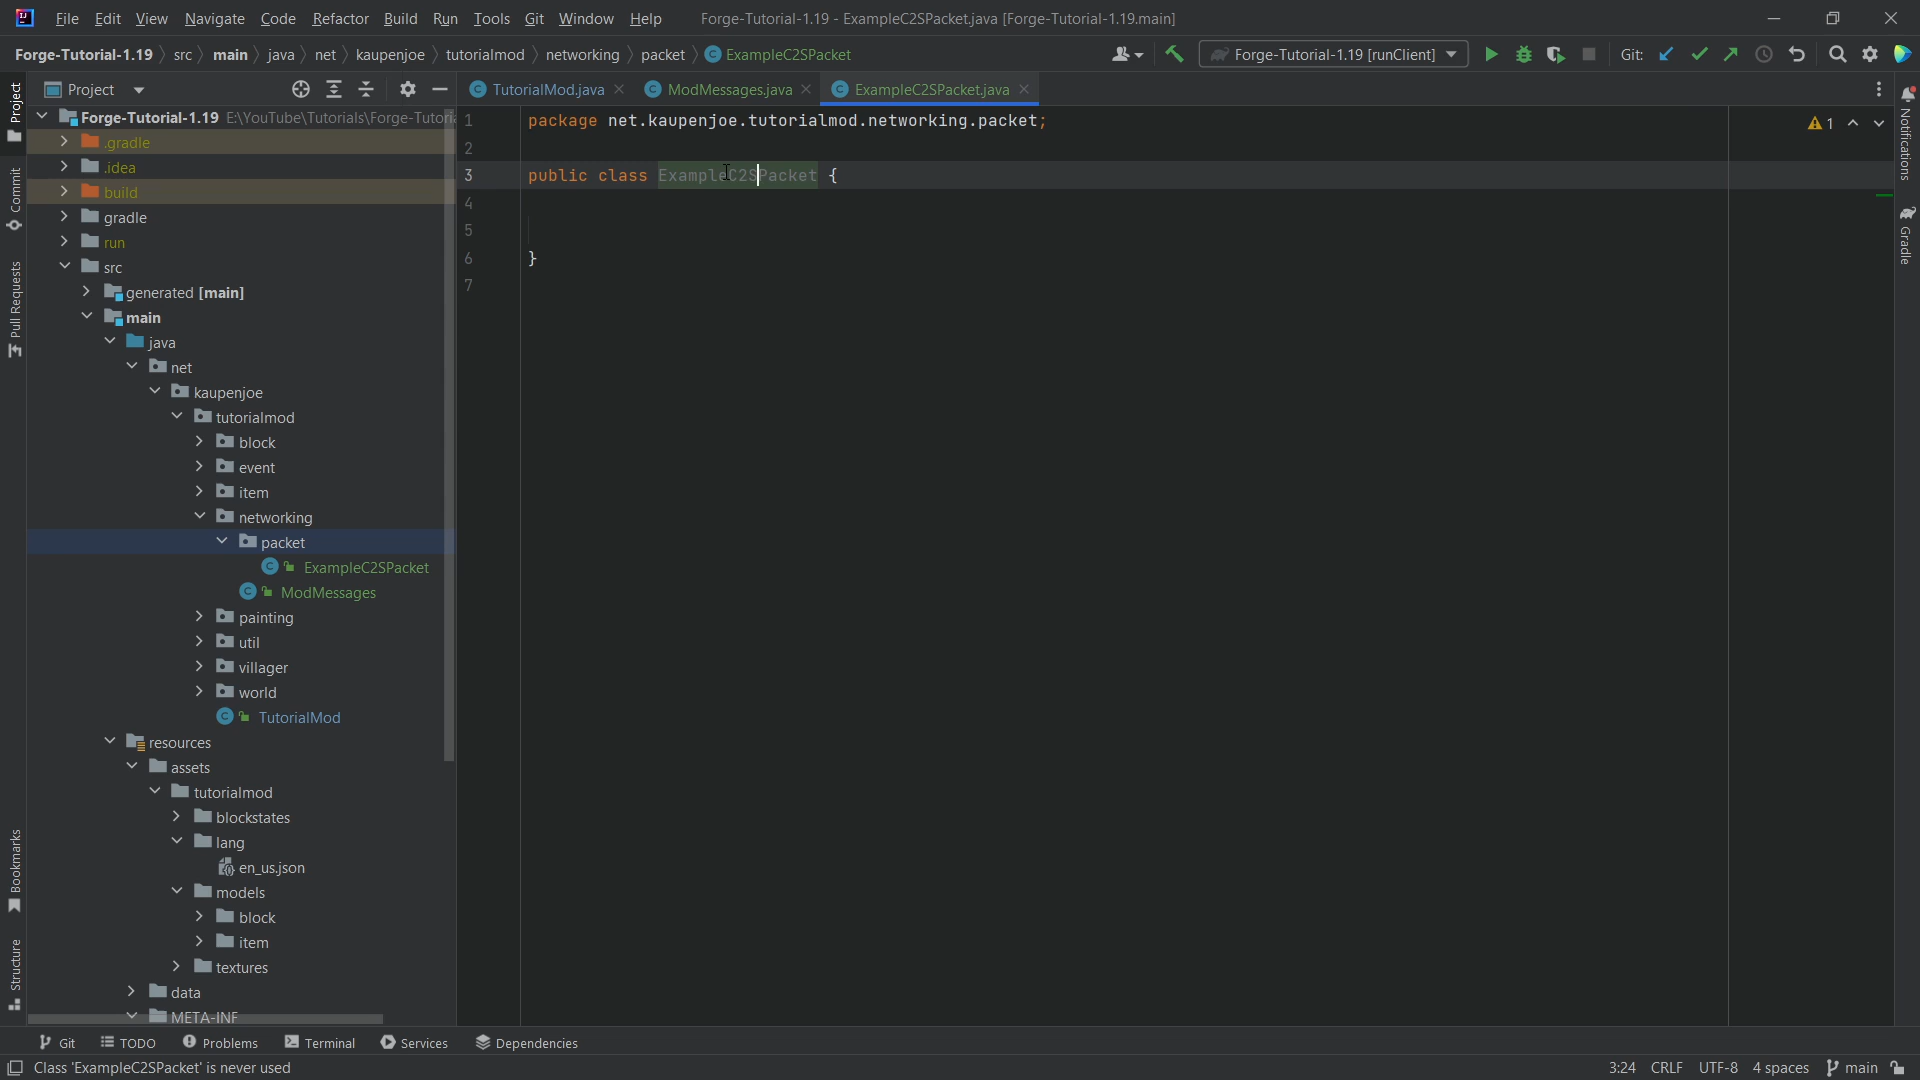 File Edit View Navigate Code Refactor Build Run Tools Git Window Help Forge-Tutorial-1.19 - ExampleC2SPacket.java [Forge-Tutorial-1.19.main]
Forge-Tutorial-1.19 src main java net kaupenjoe tutorialmod networking packet ExampleC2SPacket Forge-Tutorial-1.19 [runClient] Git:
Project TutorialMod.java ModMessages.java ExampleC2SPacket.java
Forge-Tutorial-1.19 E:\YouTube\Tutorials\Forge-Tutori
.gradle
.idea
build
gradle
run
src
generated [main]
main
java
net
kaupenjoe
tutorialmod
block
event
item
networking
packet
ExampleC2SPacket
ModMessages
painting
util
villager
world
TutorialMod
resources
assets
tutorialmod
blockstates
lang
en_us.json
models
block
item
textures
data
META-INF
1 package net.kaupenjoe.tutorialmod.networking.packet;
2
3 public class ExampleC2SPacket {
4
5
6 }
7
1
Project
Commit
Pull Requests
Bookmarks
Structure
Notifications
Gradle
Git TODO Problems Terminal Services Dependencies
Class 'ExampleC2SPacket' is never used 3:24 CRLF UTF-8 4 spaces main